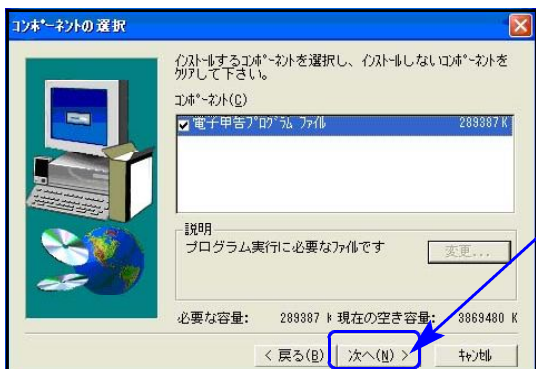 コンポーネントの選択
インストールするコンポーネントを選択し、インストールしないコンポーネントを
クリアして下さい。
コンポーネント(C)
電子申告プログラム ファイル 289387 K
説明
プログラム実行に必要なファイルです
変更...
必要な容量: 289387 K 現在の空き容量: 3869480 K
< 戻る(B) 次へ(N) > キャンセル